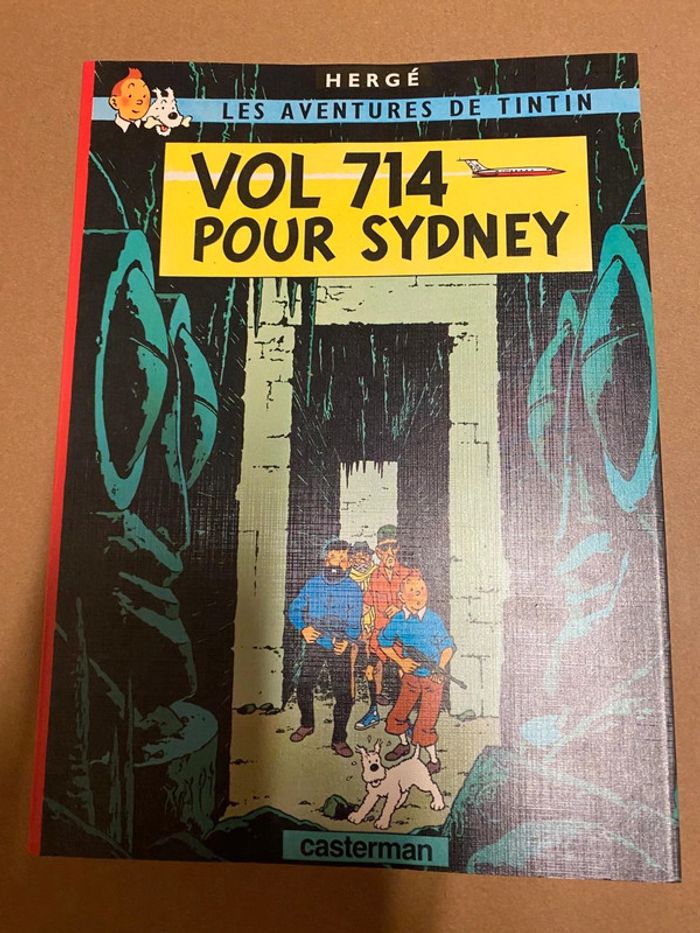 HERGÉ
LES AVENTURES DE TINTIN
VOL 714
POUR SYDNEY
casterman